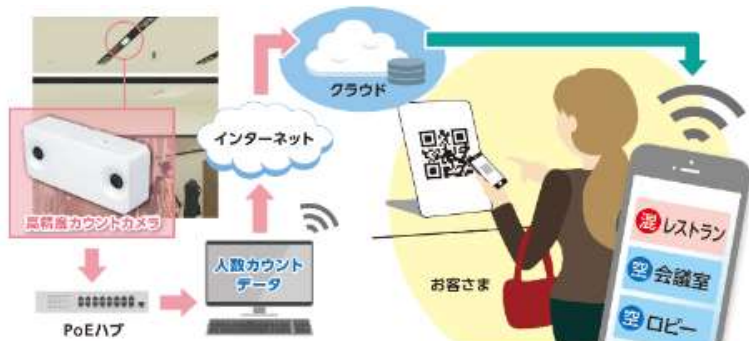 クラウド
インターネット
高精度カウントカメラ
人数カウント
データ
PoEハブ
お客さま
混 レストラン
空 会議室
空 ロビー